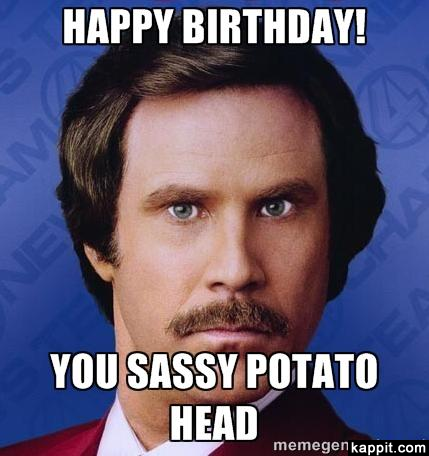 HAPPY BIRTHDAY!
YOU SASSY POTATO
HEAD
memegen
kappit.com